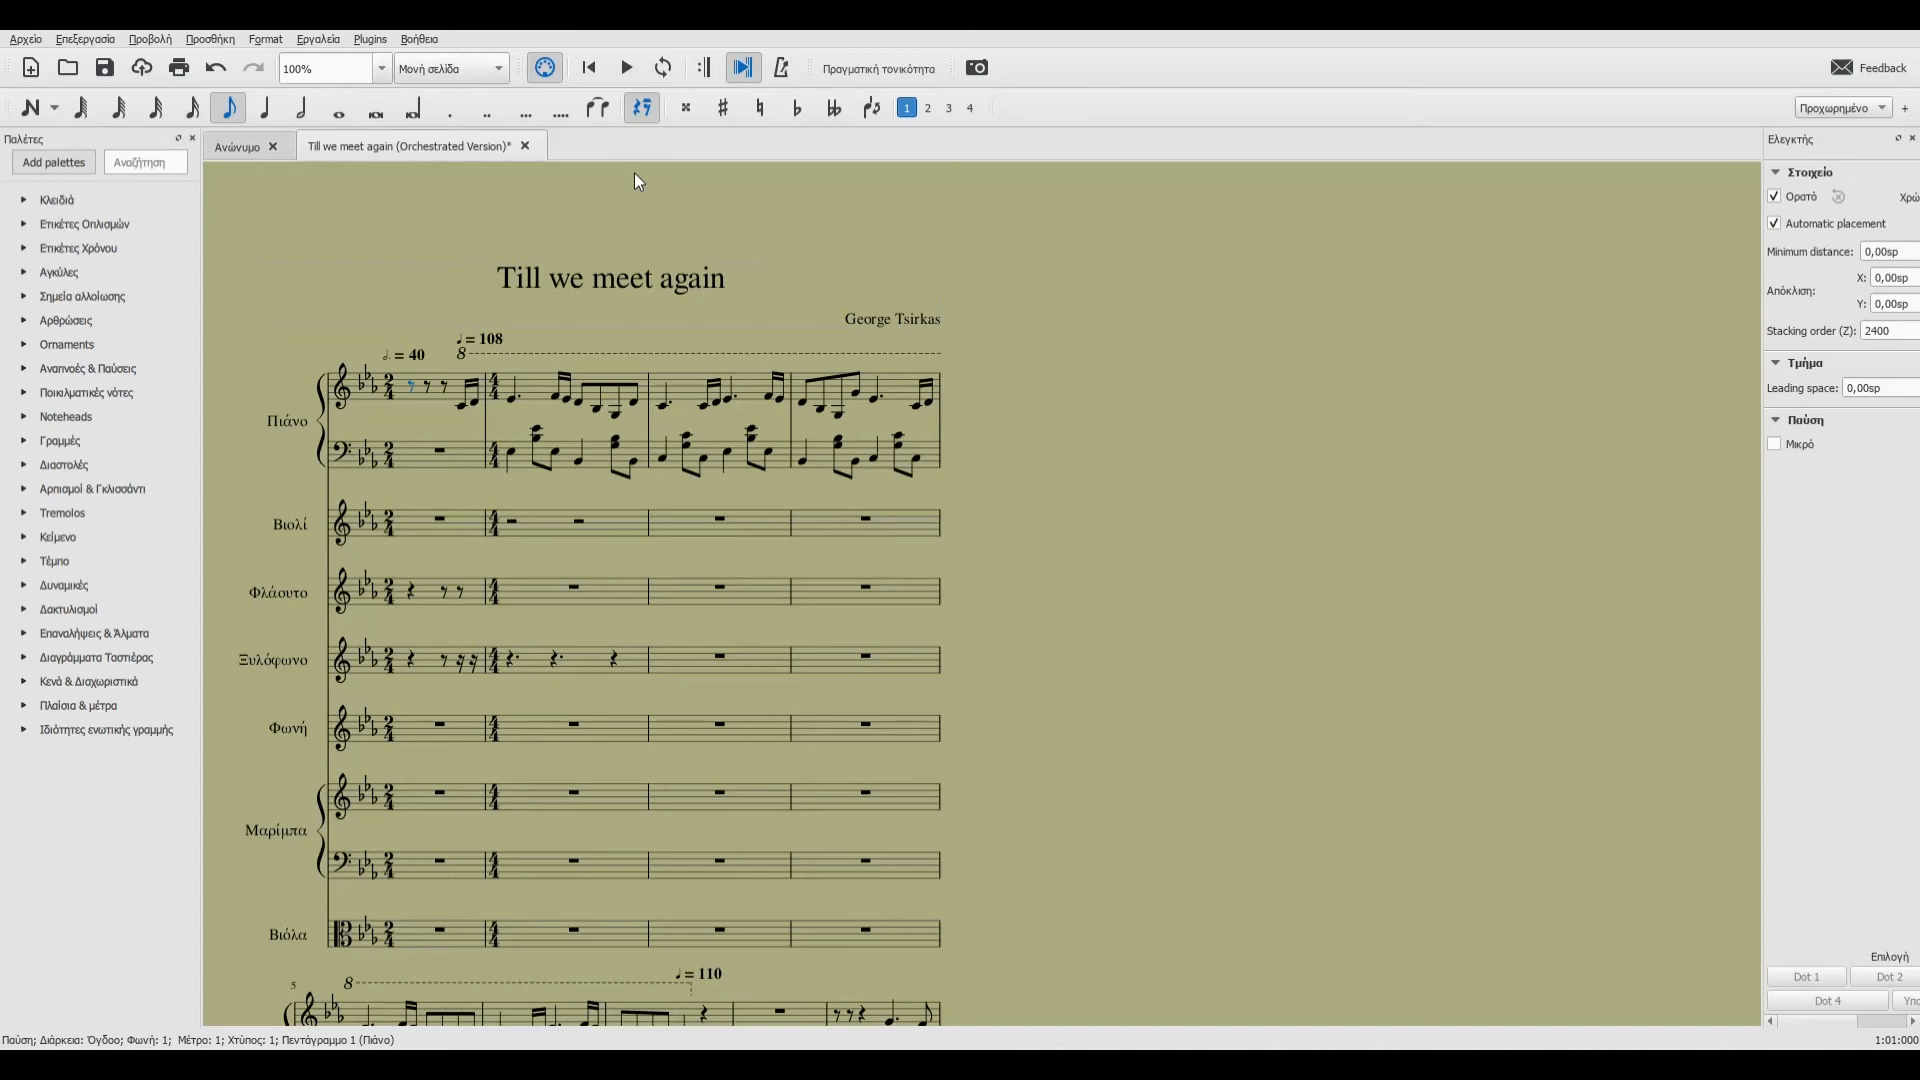 Αρχείο Επεξεργασία Προβολή Προσθήκη Format Εργαλεία Plugins Βοήθεια
100% Μονή σελίδα Πραγματική τονικότητα Feedback
1 2 3 4 Προχωρημένο +
Παλέτες
Add palettes Αναζήτηση
Κλειδιά
Ετικέτες Οπλισμών
Ετικέτες Χρόνου
Αγκύλες
Σημεία αλλοίωσης
Αρθρώσεις
Ornaments
Αναπνοές & Παύσεις
Ποικιλματικές νότες
Noteheads
Γραμμές
Διαστολές
Αρπισμοί & Γκλισσάντι
Tremolos
Κείμενο
Τέμπο
Δυναμικές
Δακτυλισμοί
Επαναλήψεις & Άλματα
Διαγράμματα Ταστιέρας
Κενά & Διαχωριστικά
Πλαίσια & μέτρα
Ιδιότητες ενωτικής γραμμής
Ανώνυμο Till we meet again (Orchestrated Version)*
Till we meet again
George Tsirkas
= 40
= 108
8
Πιάνο
Βιολί
Φλάουτο
Ξυλόφωνο
Φωνή
Μαρίμπα
Βιόλα
5
8
= 110
Ελεγκτής
Στοιχείο
Ορατό Χρώ
Automatic placement
Minimum distance: 0,00sp
Απόκλιση:
X: 0,00sp
Y: 0,00sp
Stacking order (Z): 2400
Τμήμα
Leading space: 0,00sp
Παύση
Μικρό
Επιλογή
Dot 1 Dot 2
Dot 4 Υπο
Παύση; Διάρκεια: Όγδοο; Φωνή: 1; Μέτρο: 1; Χτύπος: 1; Πεντάγραμμο 1 (Πιάνο)
1:01:000